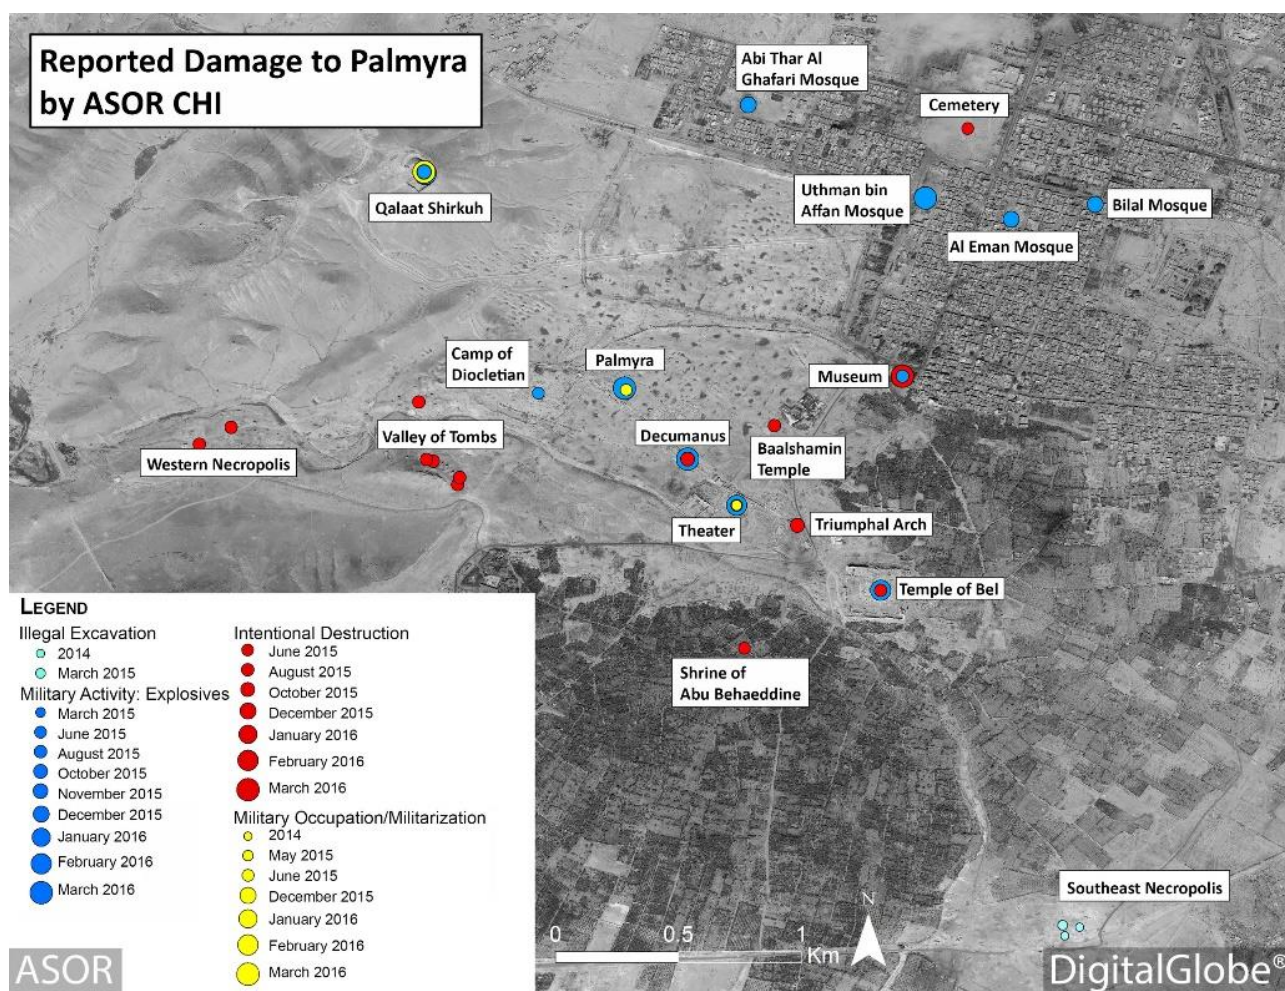 Reported Damage to Palmyra
by ASOR CHI
Abi Thar Al
Ghafari Mosque
Cemetery
Qalaat Shirkuh
Uthman bin
Affan Mosque
Bilal Mosque
Al Eman Mosque
Camp of
Diocletian
Palmyra
Museum
Valley of Tombs
Decumanus
Baalshamin
Temple
Western Necropolis
Theater
Triumphal Arch
Temple of Bel
Shrine of
Abu Behaeddine
LEGEND
Illegal Excavation
2014
March 2015
Military Activity: Explosives
March 2015
June 2015
August 2015
October 2015
November 2015
December 2015
January 2016
February 2016
March 2016
Intentional Destruction
June 2015
August 2015
October 2015
December 2015
January 2016
February 2016
March 2016
Military Occupation/Militarization
2014
May 2015
June 2015
December 2015
January 2016
February 2016
March 2016
Southeast Necropolis
N
0 0.5 1
Km
ASOR
DigitalGlobe®